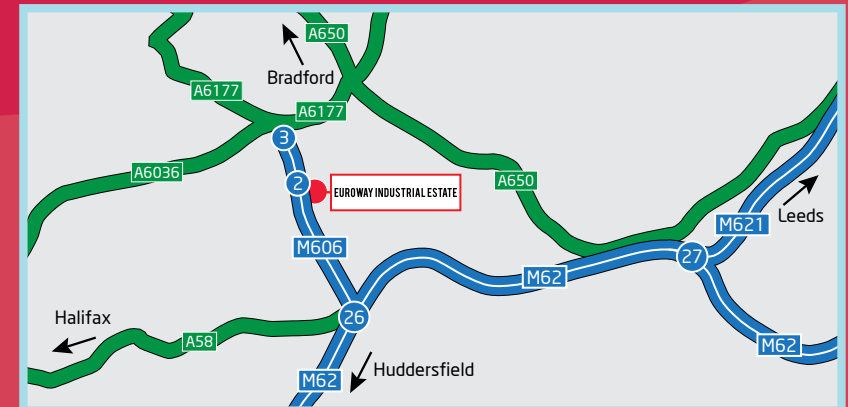 A650
Bradford
A6177
A6177
3
A6036
2
EUROWAY INDUSTRIAL ESTATE
A650
M621
Leeds
M606
27
M62
26
Halifax
A58
M62
Huddersfield
M62